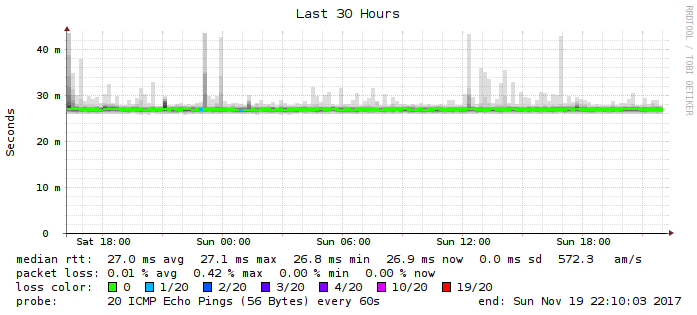 Last 30 Hours
RRDTOOL / TOBI OETIKER
Seconds
40 m
30 m
20 m
10 m
0
Sat 18:00 Sun 00:00 Sun 06:00 Sun 12:00 Sun 18:00
median rtt: 27.0 ms avg 27.1 ms max 26.8 ms min 26.9 ms now 0.0 ms sd 572.3 am/s
packet loss: 0.01 % avg 0.42 % max 0.00 % min 0.00 % now
loss color: 0 1/20 2/20 3/20 4/20 10/20 19/20
probe: 20 ICMP Echo Pings (56 Bytes) every 60s end: Sun Nov 19 22:10:03 2017